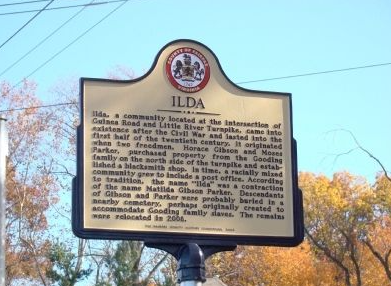 COUNTY OF FAIRFAX
VIRGINIA
ILDA
Ilda, a community located at the intersection of
Guinea Road and Little River Turnpike, came into
existence after the Civil War and lasted into the
first half of the twentieth century. It originated
when two freedmen, Horace Gibson and Moses
Parker, purchased property from the Gooding
family on the north side of the turnpike and estab-
lished a blacksmith shop. In time, a racially mixed
community grew to include a post office. According
to tradition, the name "Ilda" was a contraction
of the name Matilda Gibson Parker. Descendants
of Gibson and Parker were probably buried in a
nearby cemetery, perhaps originally created to
accommodate Gooding family slaves. The remains
were relocated in 2008.